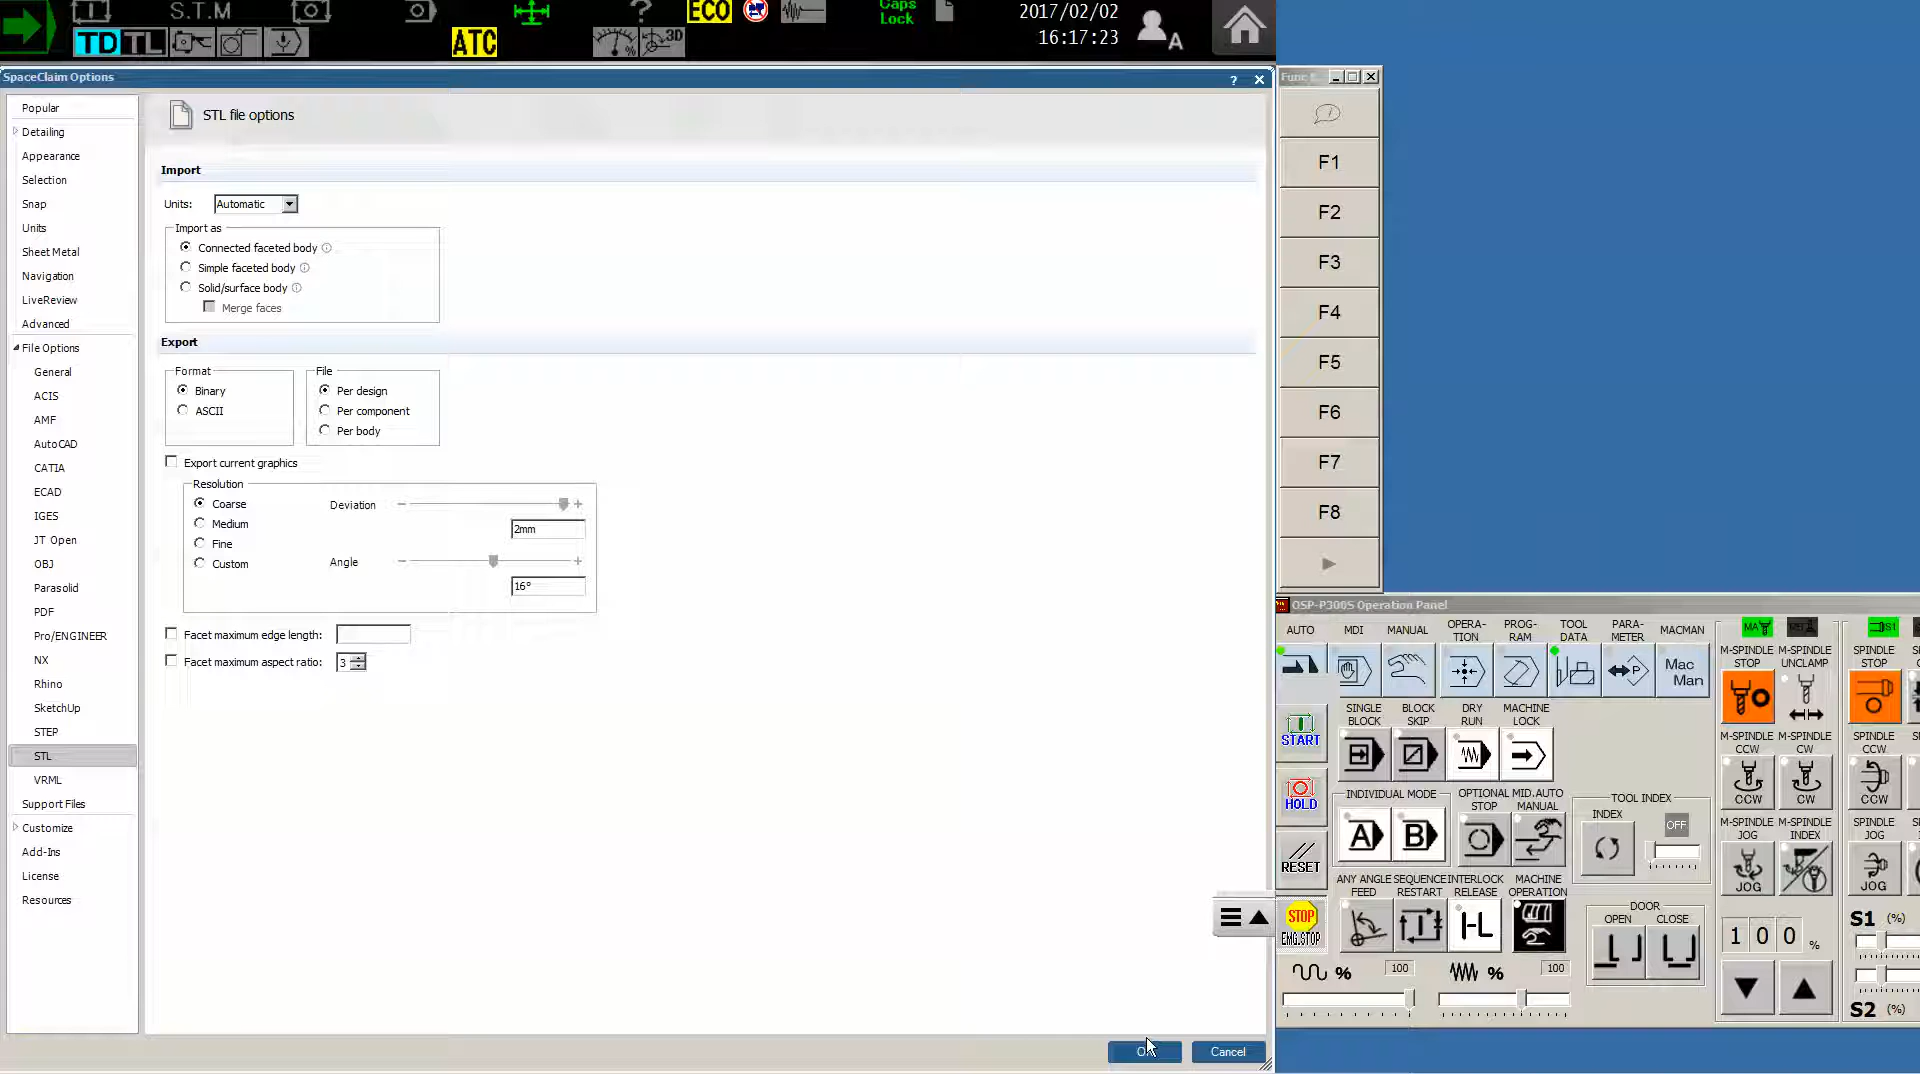 S.T.M
?
ECO
Caps
Lock
2017/02/02
16:17:23
A
TD TL
ATC
3D
SpaceClaim Options
?
Popular
Detailing
Appearance
Selection
Snap
Units
Sheet Metal
Navigation
LiveReview
Advanced
File Options
General
ACIS
AMF
AutoCAD
CATIA
ECAD
IGES
JT Open
OBJ
Parasolid
PDF
Pro/ENGINEER
NX
Rhino
SketchUp
STEP
STL
VRML
Support Files
Customize
Add-Ins
License
Resources
STL file options
Import
Units: Automatic
Import as
Connected faceted body
Simple faceted body
Solid/surface body
Merge faces
Export
Format
Binary
ASCII
File
Per design
Per component
Per body
Export current graphics
Resolution
Coarse
Medium
Fine
Custom
Deviation
2mm
Angle
16°
Facet maximum edge length:
Facet maximum aspect ratio: 3
Cancel
F1
F2
F3
F4
F5
F6
F7
F8
OSP-P300S Operation Panel
AUTO
MDI
MANUAL
OPERA-
TION
PROG-
RAM
TOOL
DATA
PARA-
METER
MACMAN
P
Mac
Man
START
HOLD
RESET
STOP
EMG.STOP
SINGLE
BLOCK
BLOCK
SKIP
DRY
RUN
MACHINE
LOCK
INDIVIDUAL MODE
A
B
OPTIONAL
STOP
MID.AUTO
MANUAL
TOOL INDEX
INDEX
OFF
ANY ANGLE
FEED
SEQUENCE
RESTART
INTERLOCK
RELEASE
MACHINE
OPERATION
DOOR
OPEN
CLOSE
%
100
%
100
MA
S1
M-SPINDLE
STOP
M-SPINDLE
UNCLAMP
SPINDLE
STOP
M-SPINDLE
CCW
M-SPINDLE
CW
SPINDLE
CCW
CCW
CW
CCW
M-SPINDLE
JOG
M-SPINDLE
INDEX
SPINDLE
JOG
JOG
JOG
100 %
S1 (%)
S2 (%)